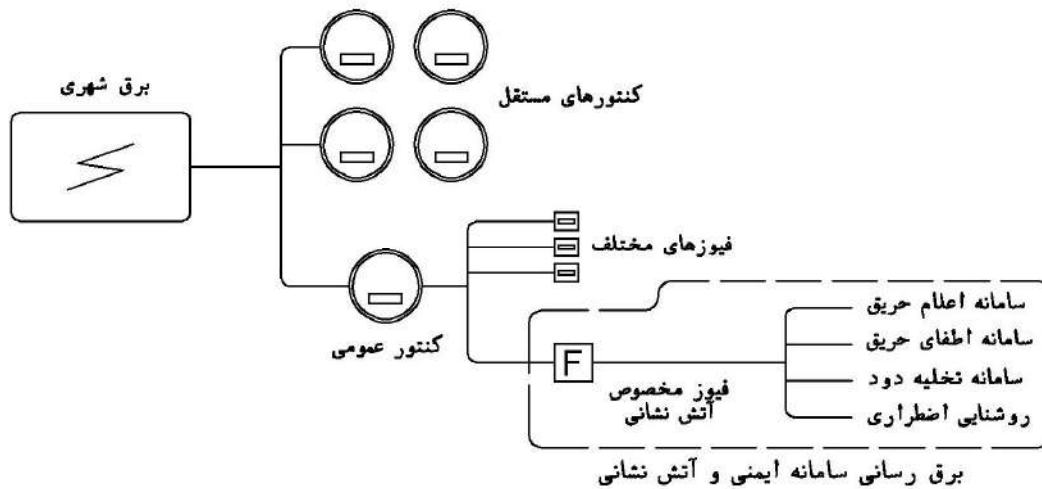 برق شهری
کنتورهای مستقل
فیوزهای مختلف
کنتور عمومی
F
فیوز مخصوص
آتش نشانی
سامانه اعلام حریق
سامانه اطفای حریق
سامانه تخلیه دود
روشنایی اضطراری
برق رسانی سامانه ایمنی و آتش نشانی